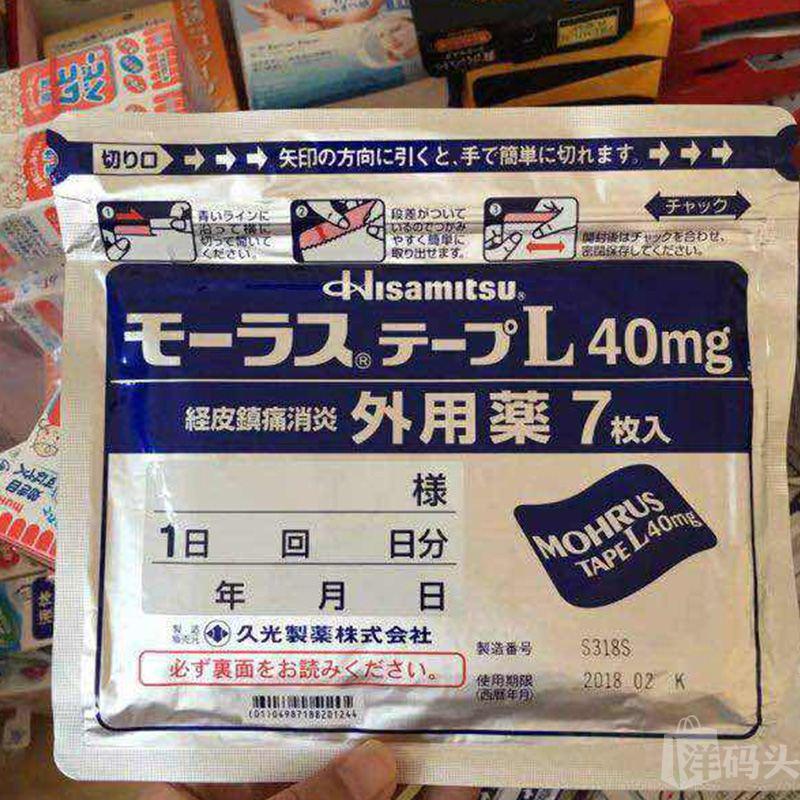 切り口 矢印の方向に引くと、手で簡単に切れます。
チャック
1
青いラインに
沿って横に
切って開いて
ください。
2
段差がついて
いるのでつかみ
やすく簡単に
取り出せます。
3
開封後はチャックを合わせ、
密閉保存してください。
Hisamitsu®
モーラス®テープL 40mg
経皮鎮痛消炎 外用薬 7枚入
様
1日 回 日分
年 月 日
MOHRUS
TAPE L 40mg
製造
販売元 久光製薬株式会社
必ず裏面をお読みください。
製造番号 S318S
使用期限 2018 02 K
(西暦年月)
(01)04987188201244
洋码头